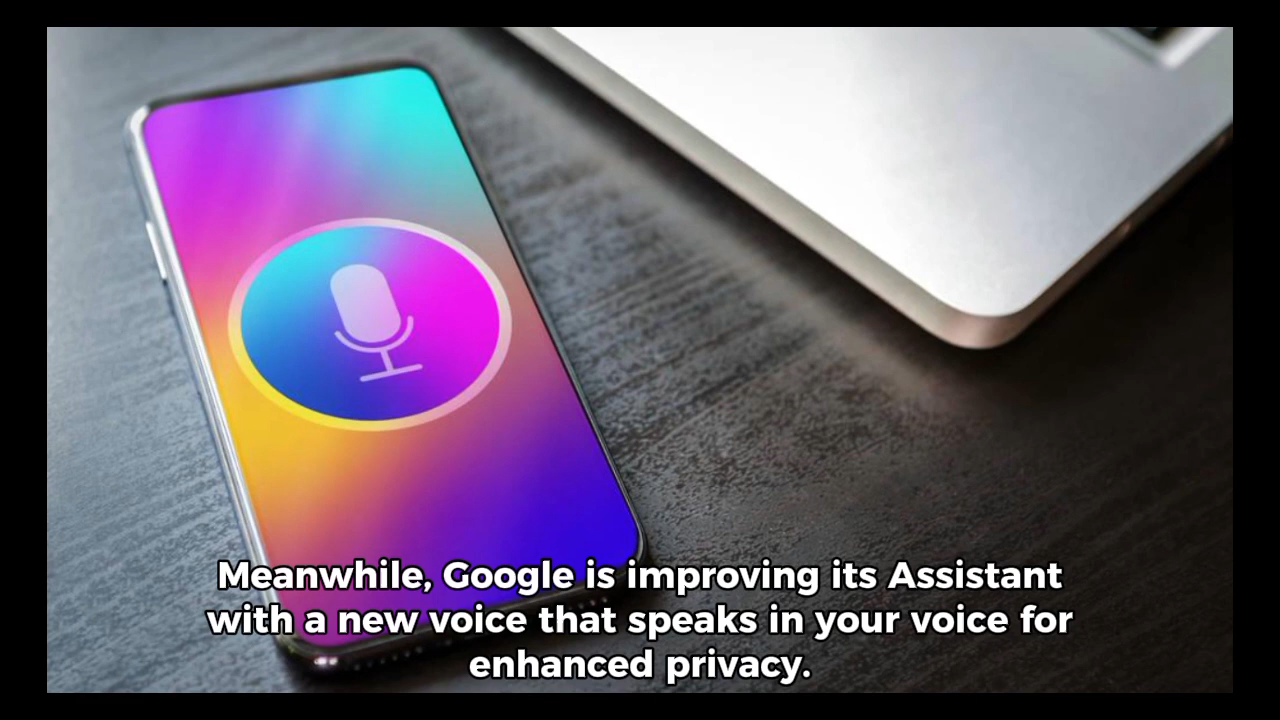 Meanwhile, Google is improving its Assistant
with a new voice that speaks in your voice for
enhanced privacy.